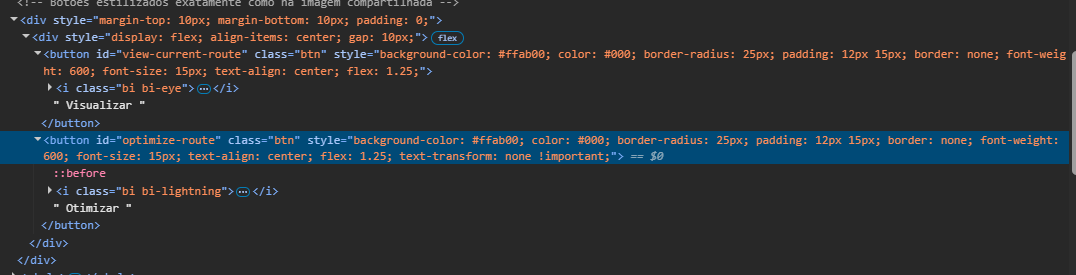 <!-- Botões estilizados exatamente como na imagem compartilhada -->
<div style="margin-top: 10px; margin-bottom: 10px; padding: 0;">
<div style="display: flex; align-items: center; gap: 10px;"> flex
<button id="view-current-route" class="btn" style="background-color: #ffab00; color: #000; border-radius: 25px; padding: 12px 15px; border: none; font-weig
ht: 600; font-size: 15px; text-align: center; flex: 1.25;">
<i class="bi bi-eye"> … </i>
" Visualizar "
</button>
<button id="optimize-route" class="btn" style="background-color: #ffab00; color: #000; border-radius: 25px; padding: 12px 15px; border: none; font-weight:
600; font-size: 15px; text-align: center; flex: 1.25; text-transform: none !important;"> == $0
::before
<i class="bi bi-lightning"> … </i>
" Otimizar "
</button>
</div>
</div>